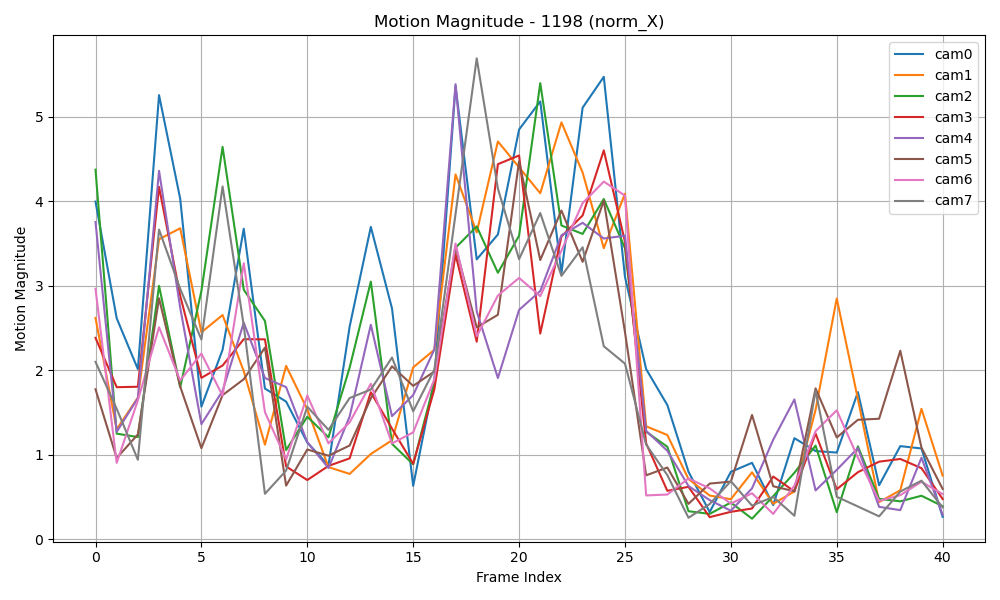 Motion Magnitude - 1198 (norm_X)
Motion Magnitude
5
4
3
2
1
0
0 5 10 15 20 25 30 35 40
Frame Index
cam0
cam1
cam2
cam3
cam4
cam5
cam6
cam7